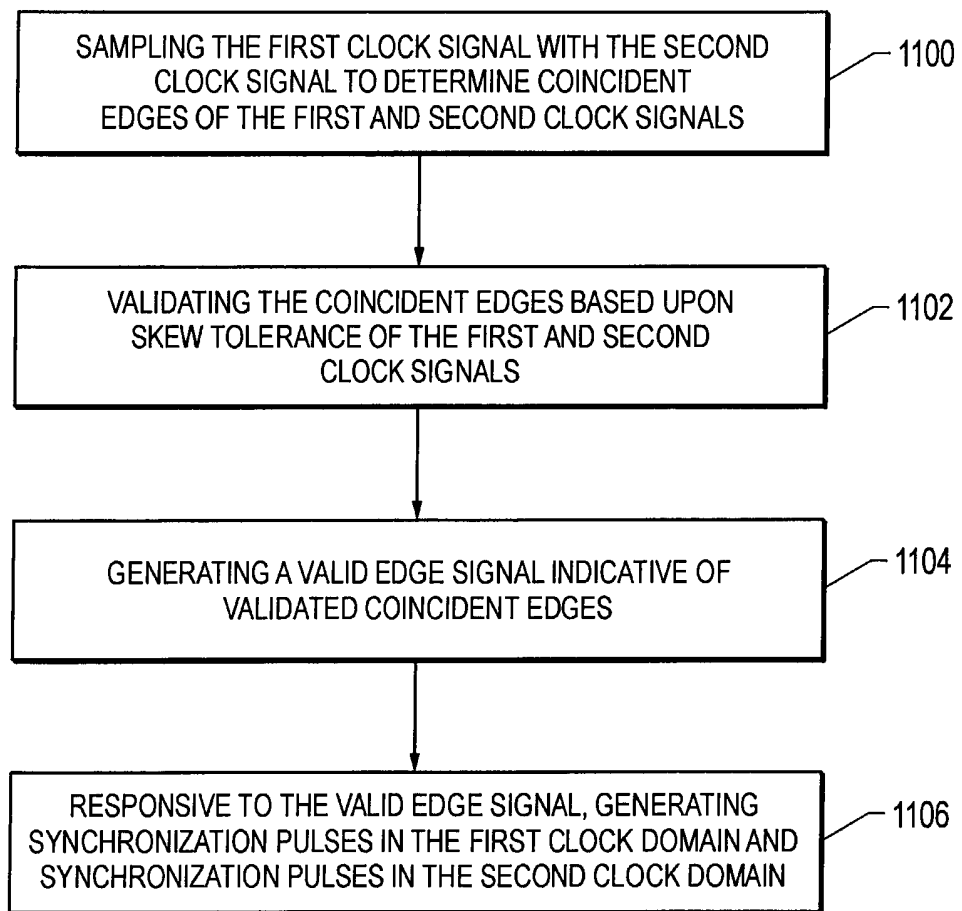 SAMPLING THE FIRST CLOCK SIGNAL WITH THE SECOND
CLOCK SIGNAL TO DETERMINE COINCIDENT
EDGES OF THE FIRST AND SECOND CLOCK SIGNALS
1100
VALIDATING THE COINCIDENT EDGES BASED UPON
SKEW TOLERANCE OF THE FIRST AND SECOND
CLOCK SIGNALS
1102
GENERATING A VALID EDGE SIGNAL INDICATIVE OF
VALIDATED COINCIDENT EDGES
1104
RESPONSIVE TO THE VALID EDGE SIGNAL, GENERATING
SYNCHRONIZATION PULSES IN THE FIRST CLOCK DOMAIN AND
SYNCHRONIZATION PULSES IN THE SECOND CLOCK DOMAIN
1106